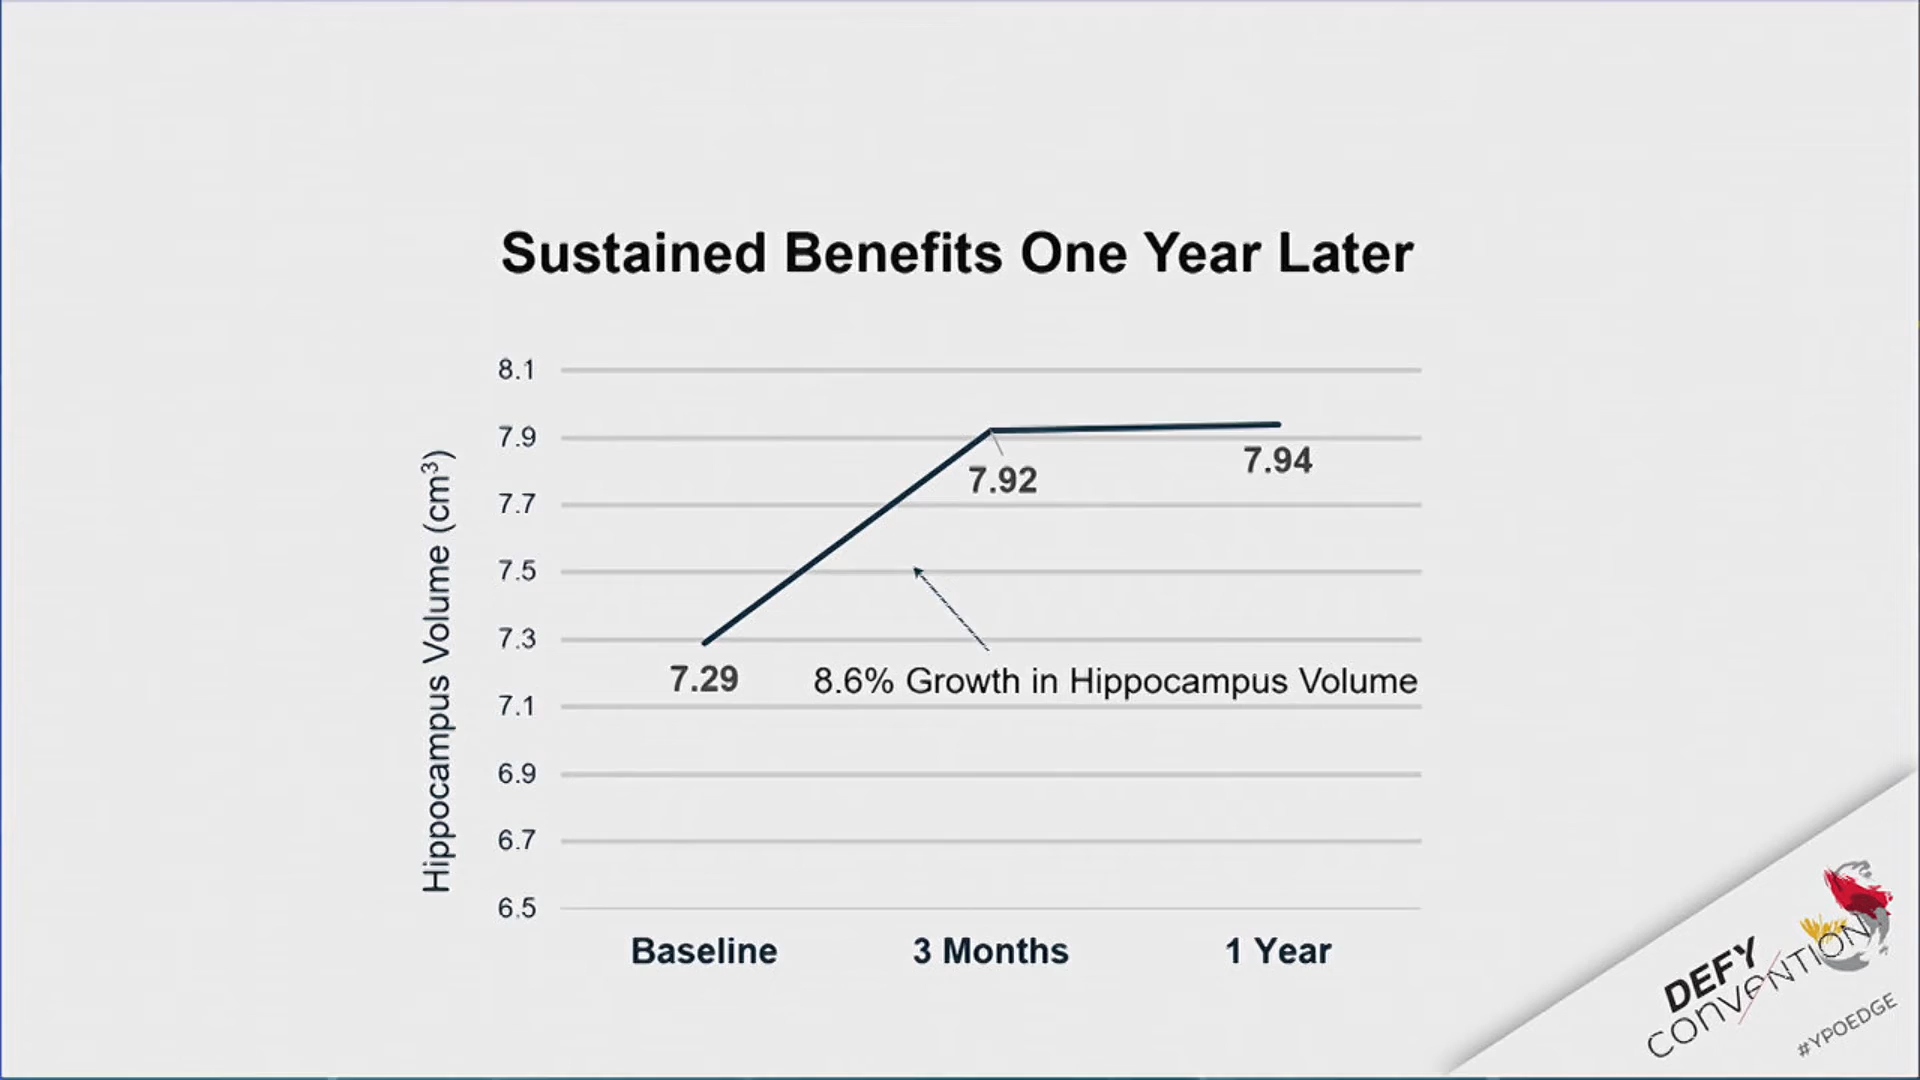 Sustained Benefits One Year Later
Hippocampus Volume (cm³)
8.1
7.9
7.7
7.5
7.3
7.1
6.9
6.7
6.5
7.29
7.92
7.94
8.6% Growth in Hippocampus Volume
Baseline
3 Months
1 Year
DEFY
CONVENTION
#YPOEDGE